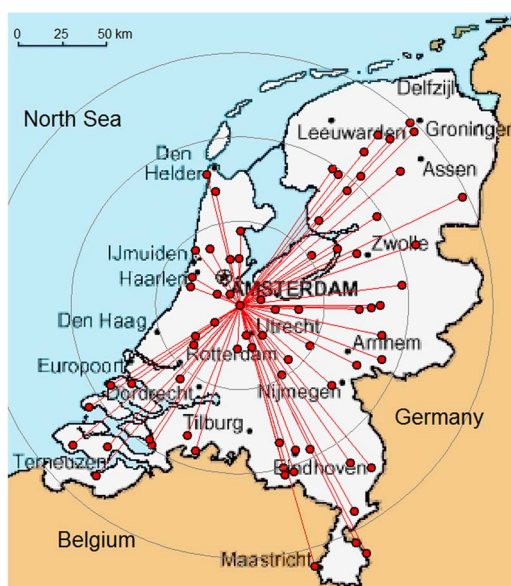 0 25 50 km
North Sea
Delfzijl
Leeuwarden
Groningen
Den
Helder
Assen
IJmuiden
Zwolle
Haarlem
AMSTERDAM
Den Haag
Utrecht
Arnhem
Europoort
Rotterdam
Dordrecht
Nijmegen
Tilburg
Germany
Terneuzen
Eindhoven
Belgium
Maastricht